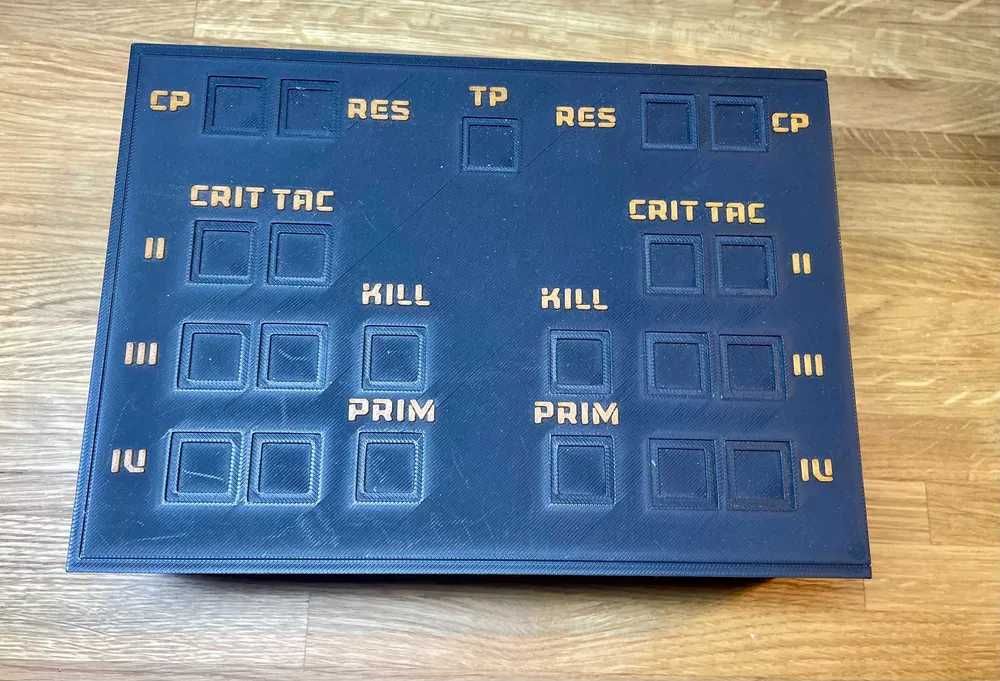 CP RES TP RES CP
CRIT TAC CRIT TAC
II II
KILL KILL
III III
PRIM PRIM
IV IV